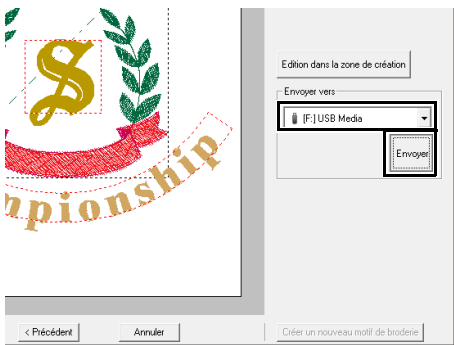 S
mpionship
Edition dans la zone de création
Envoyer vers
[F:] USB Media
Envoyer
< Précédent
Annuler
Créer un nouveau motif de broderie